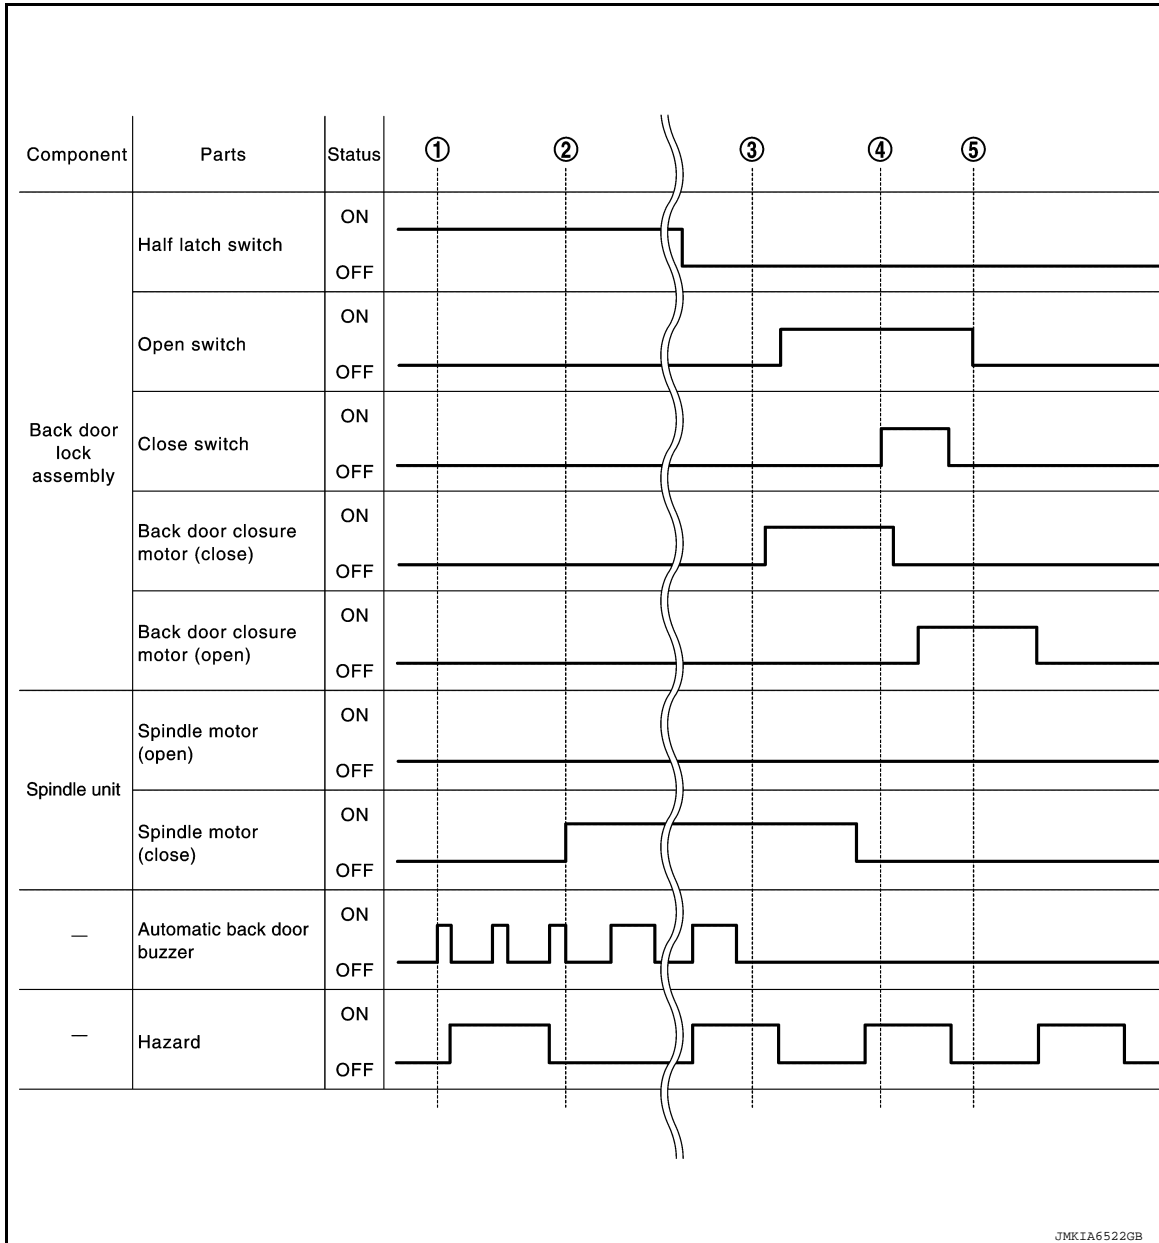 Component Parts Status ① ② ③ ④ ⑤
Half latch switch
ON
OFF
Open switch
ON
OFF
Back door
lock
assembly
Close switch
ON
OFF
Back door closure
motor (close)
ON
OFF
Back door closure
motor (open)
ON
OFF
Spindle unit
Spindle motor
(open)
ON
OFF
Spindle motor
(close)
ON
OFF
—
Automatic back door
buzzer
ON
OFF
—
Hazard
ON
OFF
JMKIA6522GB